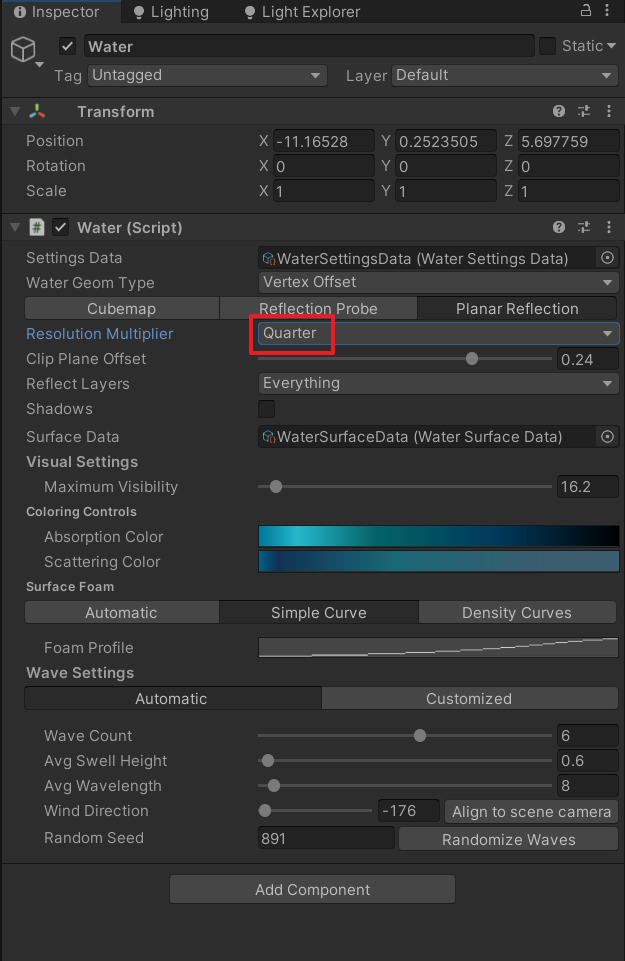 Inspector Lighting Light Explorer
Water Static
Tag Untagged Layer Default
Transform
Position X -11.16528 Y 0.2523505 Z 5.697759
Rotation X 0 Y 0 Z 0
Scale X 1 Y 1 Z 1
# Water (Script)
Settings Data WaterSettingsData (Water Settings Data)
Water Geom Type Vertex Offset
Cubemap Reflection Probe Planar Reflection
Resolution Multiplier Quarter
Clip Plane Offset 0.24
Reflect Layers Everything
Shadows
Surface Data WaterSurfaceData (Water Surface Data)
Visual Settings
Maximum Visibility 16.2
Coloring Controls
Absorption Color
Scattering Color
Surface Foam
Automatic Simple Curve Density Curves
Foam Profile
Wave Settings
Automatic Customized
Wave Count 6
Avg Swell Height 0.6
Avg Wavelength 8
Wind Direction -176 Align to scene camera
Random Seed 891 Randomize Waves
Add Component